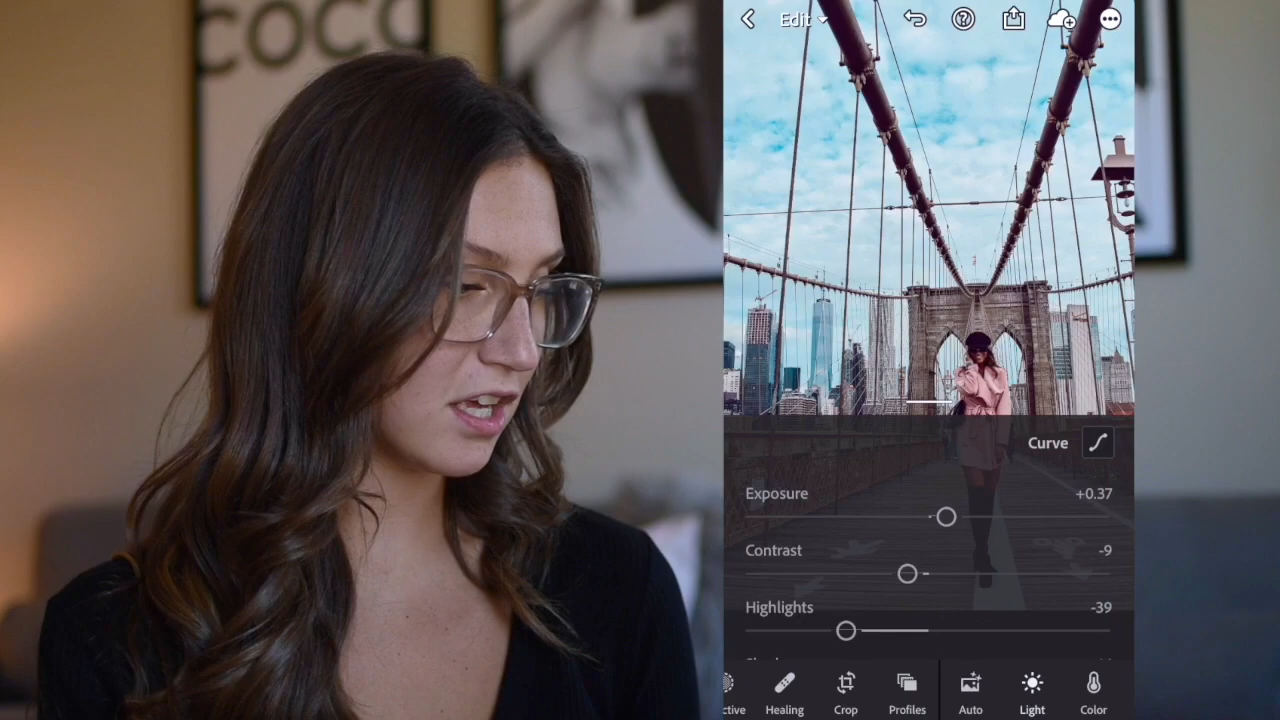 COCO
Edit
Curve
Exposure +0.37
Contrast -9
Highlights -39
ctive Healing Crop Profiles Auto Light Color